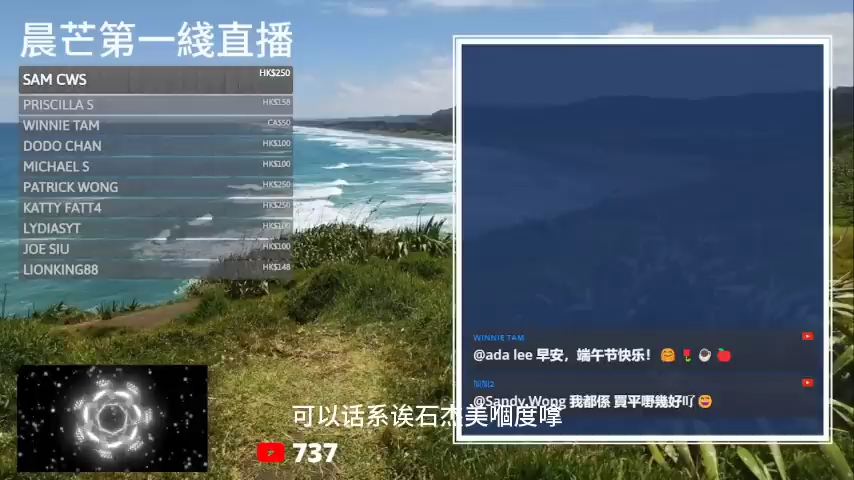 晨芒第一綫直播
SAM CWS HK$250
PRISCILLA S HK$158
WINNIE TAM CA$50
DODO CHAN HK$100
MICHAEL S HK$100
PATRICK WONG HK$250
KATTY FATT4 HK$250
LYDIASYT
JOE SIU HK$100
LIONKING88 HK$148
WINNIE TAM
@ada lee 早安，端午节快乐！🤗🌷☕🍎
@Sandy Wong 我都係 買平嘢幾好吖😄
可以话系诶石杰美嗰度嗱
737